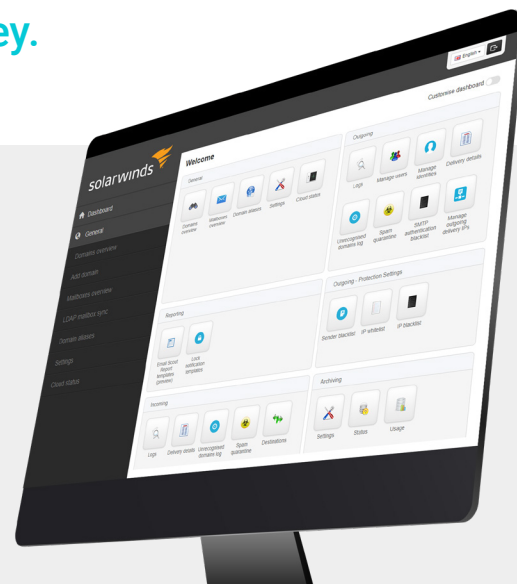 ey.
English
Customise dashboard
solarwinds
Dashboard
General
Domains overview
Add domain
Mailboxes overview
LDAP mailbox sync
Domain aliases
Settings
Cloud status
Welcome
General
Domains overview
Mailboxes overview
Domain aliases
Settings
Cloud status
Outgoing
Logs
Manage users
Manage identities
Delivery details
Unrecognised domains log
Spam quarantine
SMTP authentication blacklist
Manage outgoing delivery IPs
Reporting
Email Scout Report templates (preview)
Lock notification templates
Outgoing - Protection Settings
Sender blacklist
IP whitelist
IP blacklist
Incoming
Logs
Delivery details
Unrecognised domains log
Spam quarantine
Destinations
Archiving
Settings
Status
Usage